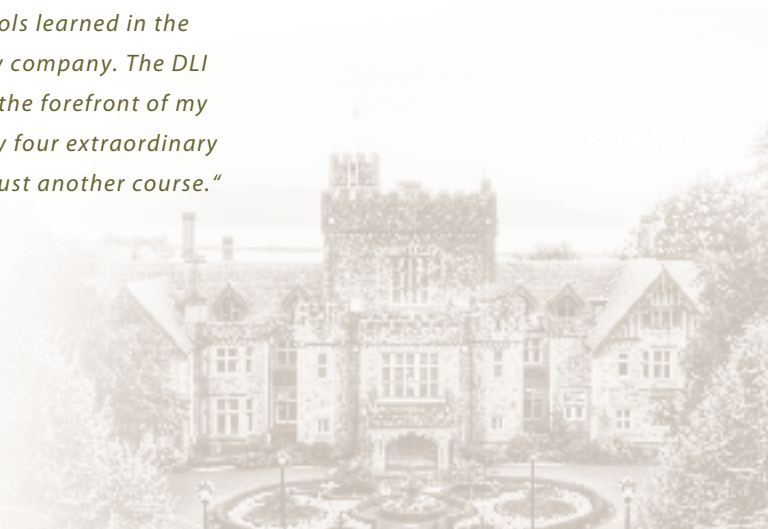 ols learned in the
company. The DLI
the forefront of my
four extraordinary
ust another course.“